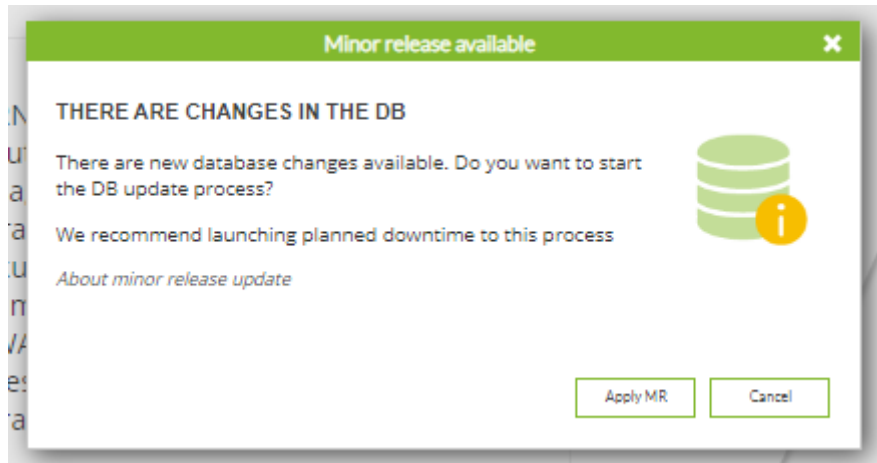 Minor release available
THERE ARE CHANGES IN THE DB
There are new database changes available. Do you want to start
the DB update process?
We recommend launching planned downtime to this process
About minor release update
Apply MR
Cancel